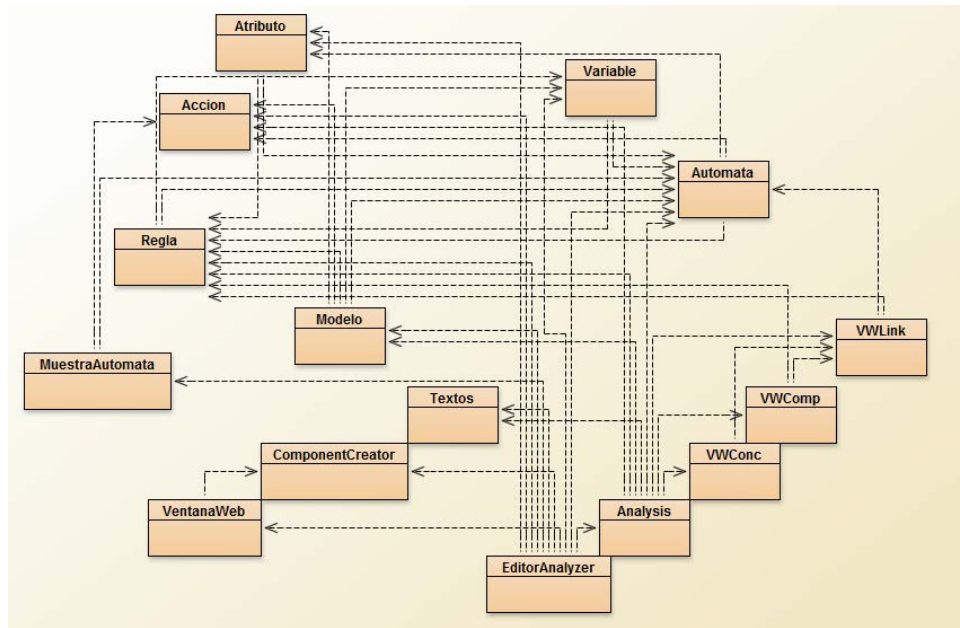 Atributo
Variable
Accion
Automata
Regla
Modelo
VWLink
MuestraAutomata
Textos
VWComp
ComponentCreator
VWConc
VentanaWeb
Analysis
EditorAnalyzer